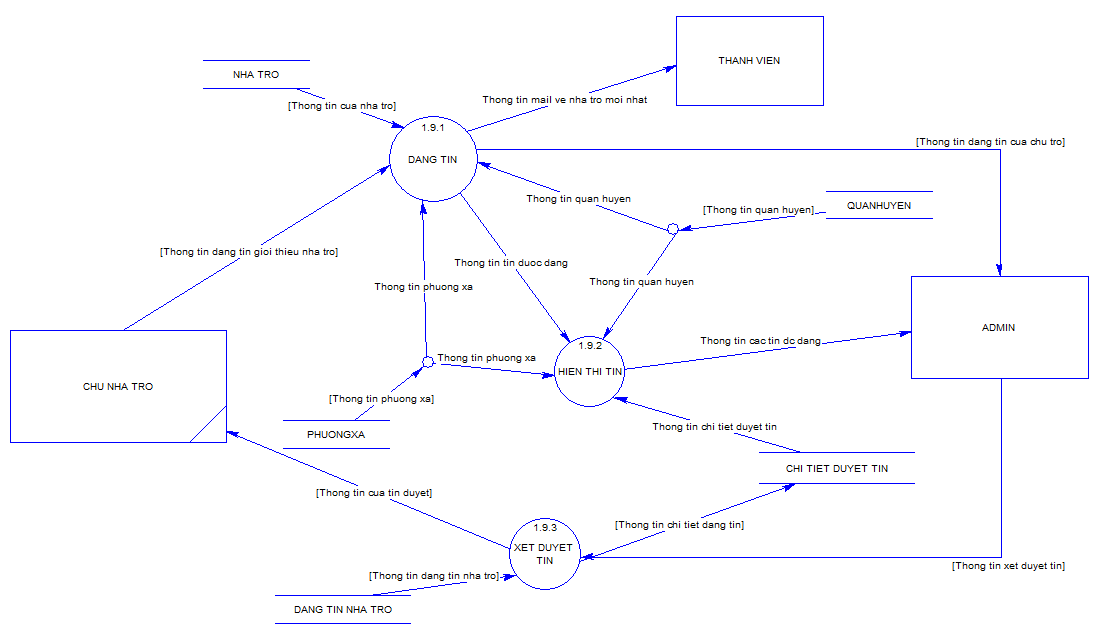 THANH VIEN
NHA TRO
Thong tin mail ve nha tro moi nhat
[Thong tin cua nha tro]
1.9.1
DANG TIN
[Thong tin dang tin cua chu tro]
Thong tin quan huyen
[Thong tin quan huyen]
QUANHUYEN
[Thong tin dang tin gioi thieu nha tro]
Thong tin tin duoc dang
Thong tin quan huyen
Thong tin phuong xa
ADMIN
Thong tin cac tin dc dang
1.9.2
HIEN THI TIN
Thong tin phuong xa
CHU NHA TRO
[Thong tin phuong xa]
PHUONGXA
Thong tin chi tiet duyet tin
CHI TIET DUYET TIN
[Thong tin cua tin duyet]
[Thong tin chi tiet dang tin]
1.9.3
XET DUYET
TIN
[Thong tin xet duyet tin]
[Thong tin dang tin nha tro]
DANG TIN NHA TRO